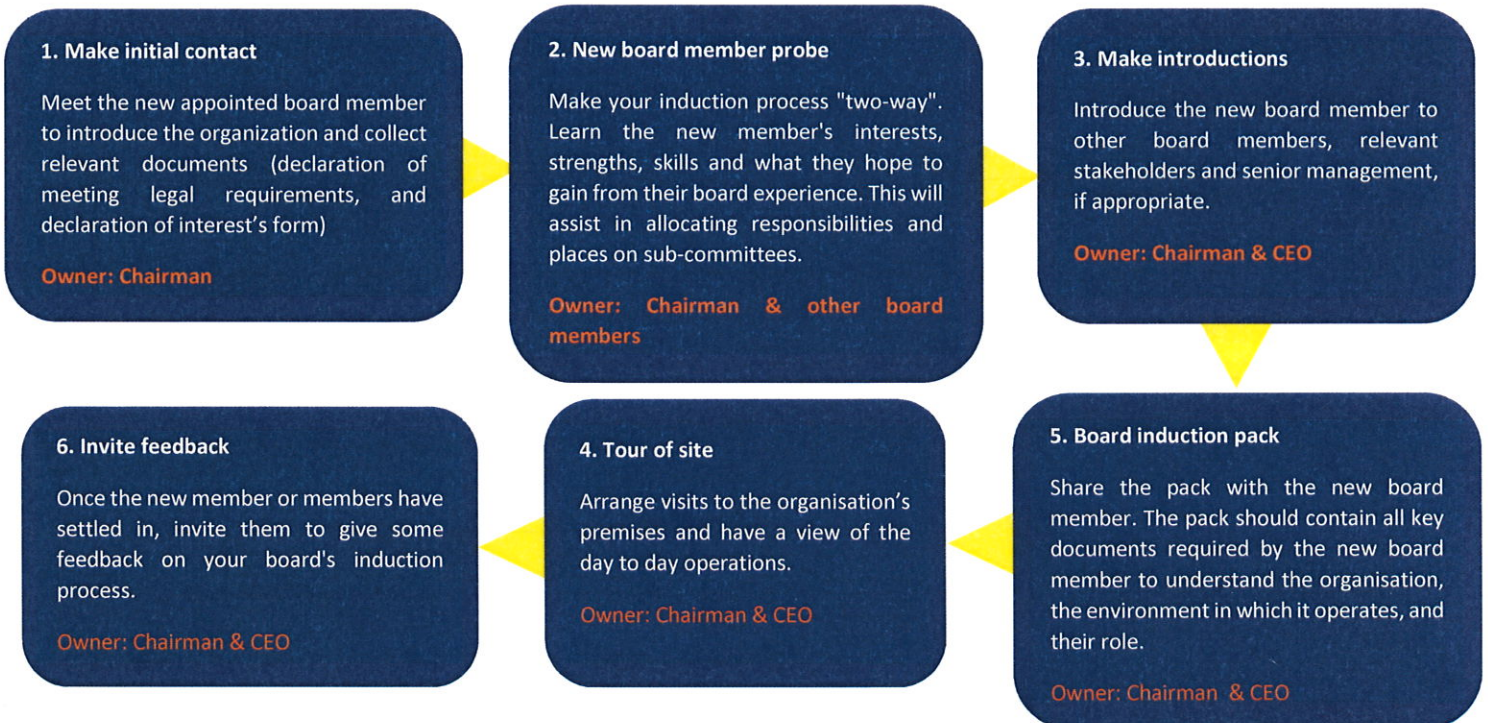 1. Make initial contact
Meet the new appointed board member
to introduce the organization and collect
relevant documents (declaration of
meeting legal requirements, and
declaration of interest’s form)
Owner: Chairman
2. New board member probe
Make your induction process "two-way".
Learn the new member's interests,
strengths, skills and what they hope to
gain from their board experience. This will
assist in allocating responsibilities and
places on sub-committees.
Owner: Chairman & other board
members
3. Make introductions
Introduce the new board member to
other board members, relevant
stakeholders and senior management,
if appropriate.
Owner: Chairman & CEO
5. Board induction pack
Share the pack with the new board
member. The pack should contain all key
documents required by the new board
member to understand the organisation,
the environment in which it operates, and
their role.
Owner: Chairman & CEO
4. Tour of site
Arrange visits to the organisation’s
premises and have a view of the
day to day operations.
Owner: Chairman & CEO
6. Invite feedback
Once the new member or members have
settled in, invite them to give some
feedback on your board's induction
process.
Owner: Chairman & CEO